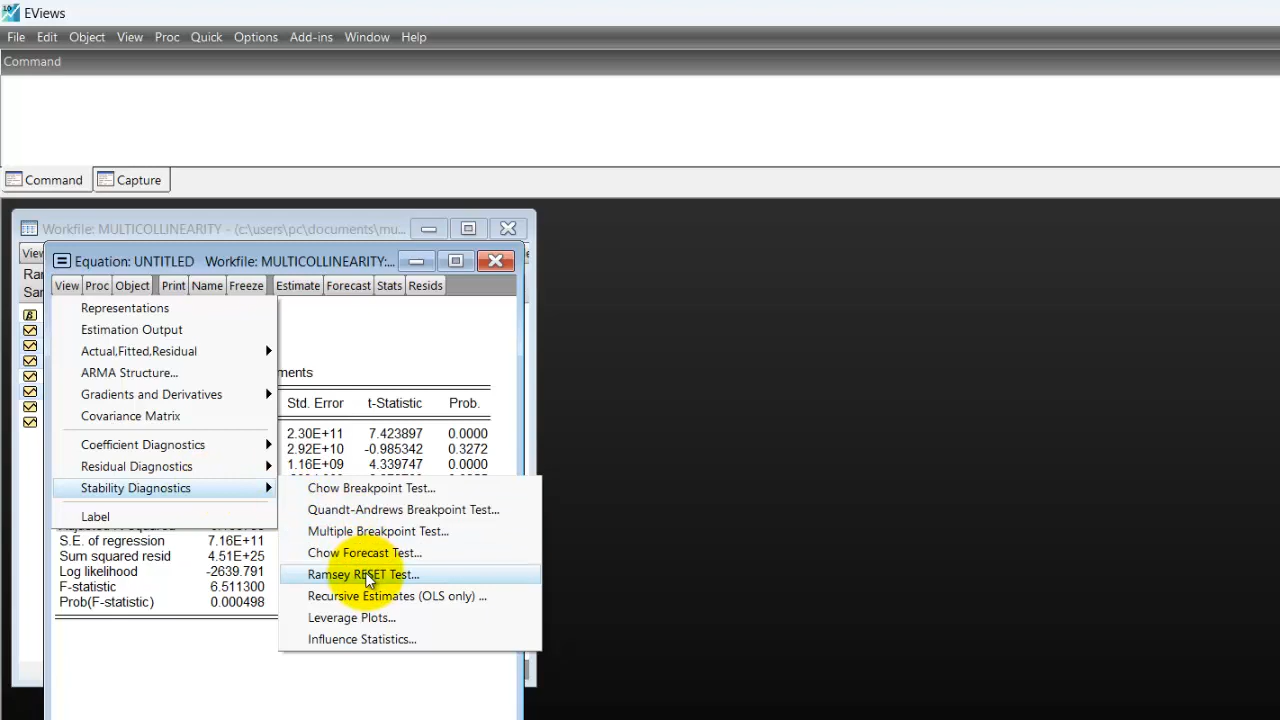 EViews
File Edit Object View Proc Quick Options Add-ins Window Help
Command
Command Capture
Workfile: MULTICOLLINEARITY - (c:\users\pc\documents\mu...
View
Equation: UNTITLED Workfile: MULTICOLLINEARITY:...
View Proc Object Print Name Freeze Estimate Forecast Stats Resids
Representations
Estimation Output
Actual,Fitted,Residual
ARMA Structure...
Gradients and Derivatives
Covariance Matrix
Coefficient Diagnostics
Residual Diagnostics
Stability Diagnostics
Label
Std. Error t-Statistic Prob.
2.30E+11 7.423897 0.0000
2.92E+10 -0.985342 0.3272
1.16E+09 4.339747 0.0000
Chow Breakpoint Test...
Quandt-Andrews Breakpoint Test...
Multiple Breakpoint Test...
Chow Forecast Test...
Ramsey RESET Test...
Recursive Estimates (OLS only) ...
Leverage Plots...
Influence Statistics...
S.E. of regression 7.16E+11
Sum squared resid 4.51E+25
Log likelihood -2639.791
F-statistic 6.511300
Prob(F-statistic) 0.000498